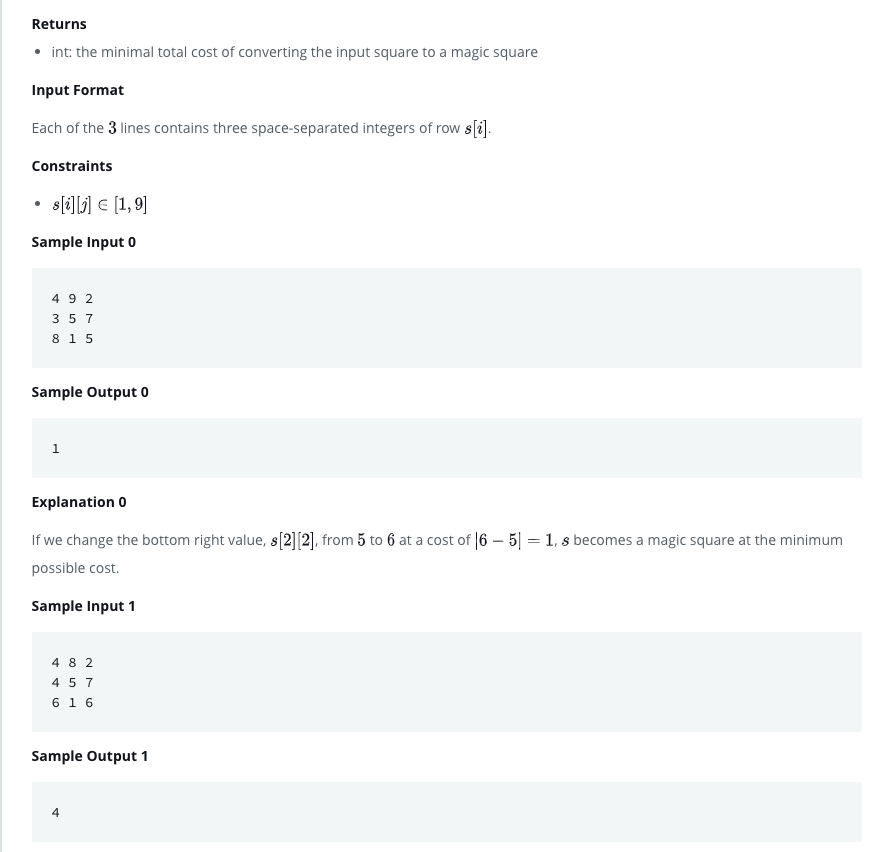 Returns
• int: the minimal total cost of converting the input square to a magic square
Input Format
Each of the 3 lines contains three space-separated integers of row s[i].
Constraints
• s[i][j] ∈ [1, 9]
Sample Input 0
4 9 2
3 5 7
8 1 5
Sample Output 0
1
Explanation 0
If we change the bottom right value, s[2][2], from 5 to 6 at a cost of |6 − 5| = 1, s becomes a magic square at the minimum
possible cost.
Sample Input 1
4 8 2
4 5 7
6 1 6
Sample Output 1
4